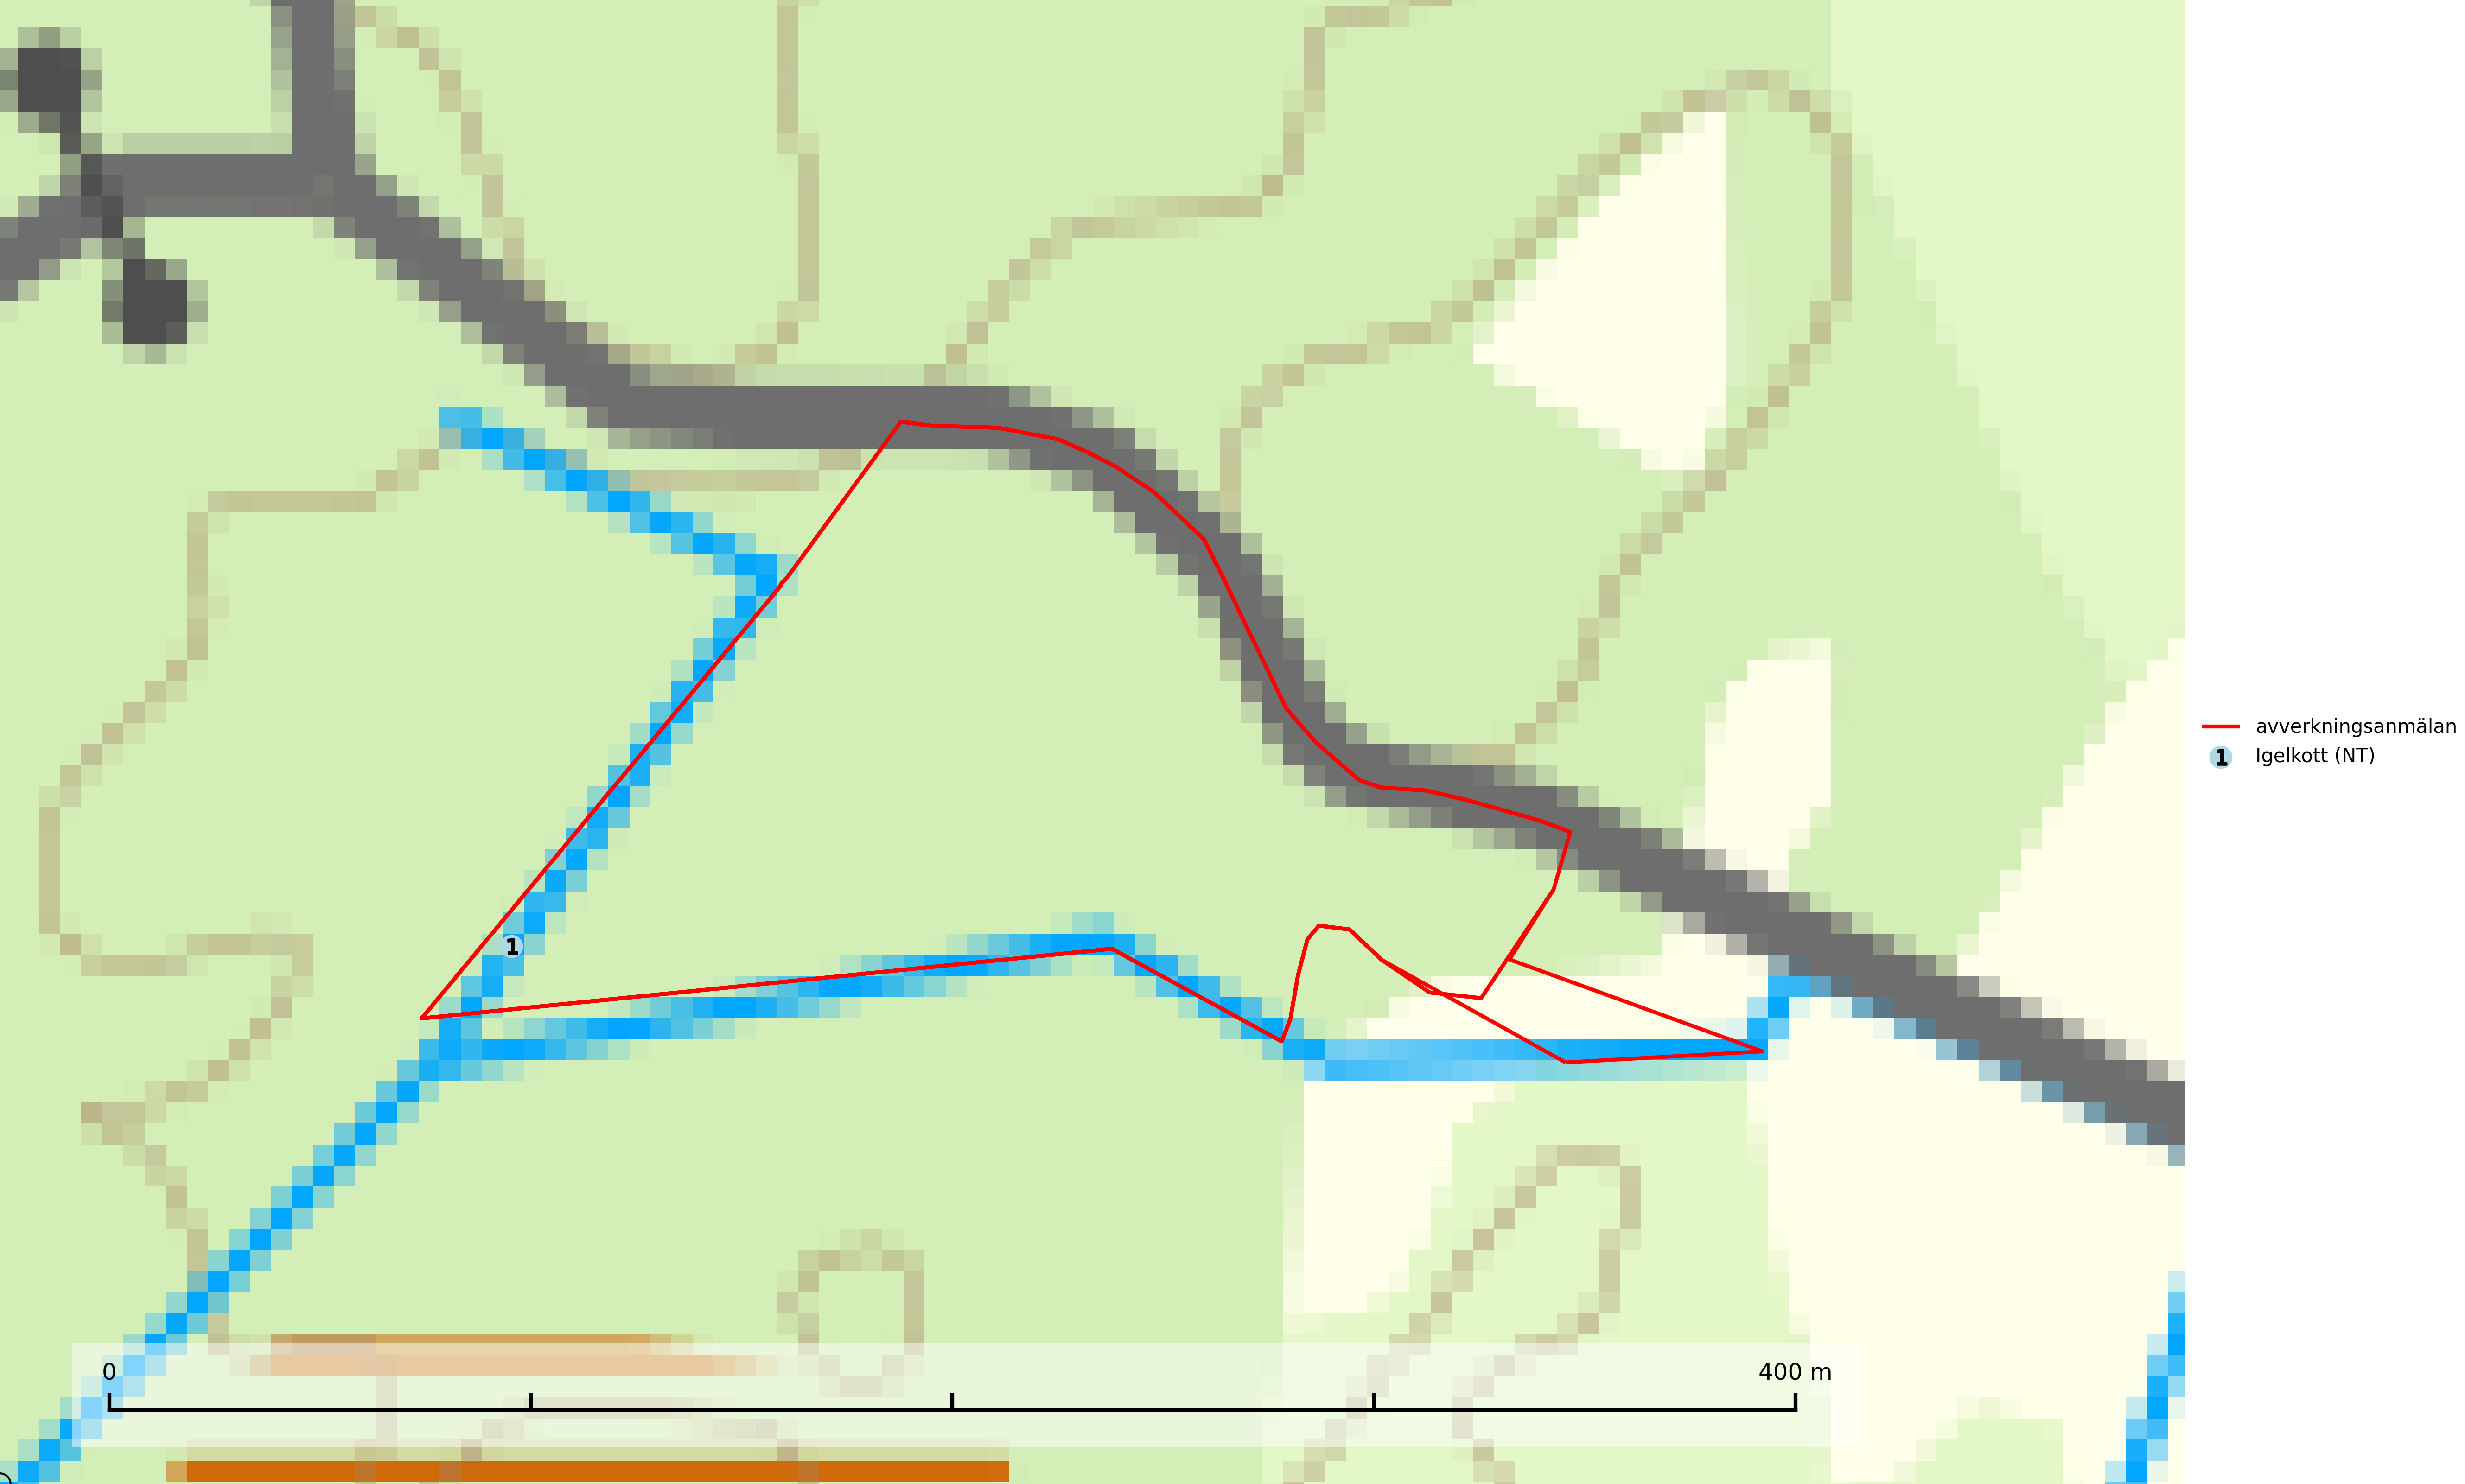 avverkningsanmälan
1 Igelkott (NT)
1
0 400 m